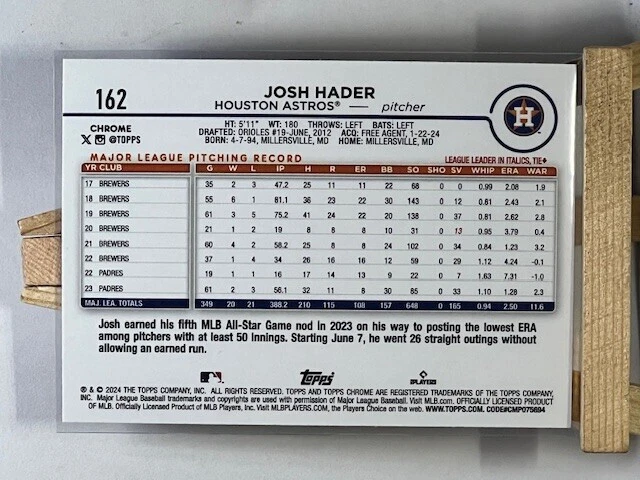 162
JOSH HADER
HOUSTON ASTROS® — pitcher
CHROME
X @TOPPS
HT: 5'11" WT: 180 THROWS: LEFT BATS: LEFT
DRAFTED: ORIOLES #19-JUNE, 2012 ACQ: FREE AGENT, 1-22-24
BORN: 4-7-94, MILLERSVILLE, MD HOME: MILLERSVILLE, MD
MAJOR LEAGUE PITCHING RECORD LEAGUE LEADER IN ITALICS, TIE♦
YR CLUB G W L IP H R ER BB SO SHO SV WHIP ERA WAR
17 BREWERS 35 2 3 47.2 25 11 11 22 68 0 0 0.99 2.08 1.9
18 BREWERS 55 6 1 81.1 36 23 22 30 143 0 12 0.81 2.43 2.1
19 BREWERS 61 3 5 75.2 41 24 22 20 138 0 37 0.81 2.62 2.8
20 BREWERS 21 1 2 19 8 8 8 10 31 0 13 0.95 3.79 0.4
21 BREWERS 60 4 2 58.2 25 8 8 24 102 0 34 0.84 1.23 3.2
22 BREWERS 37 1 4 34 26 16 16 12 59 0 29 1.12 4.24 -0.1
22 PADRES 19 1 1 16 17 14 13 9 22 0 7 1.63 7.31 -1.0
23 PADRES 61 2 3 56.1 32 11 8 30 85 0 33 1.10 1.28 2.3
MAJ. LEA. TOTALS 349 20 21 388.2 210 115 108 157 648 0 165 0.94 2.50 11.6
Josh earned his fifth MLB All-Star Game nod in 2023 on his way to posting the lowest ERA
among pitchers with at least 50 innings. Starting June 7, he went 26 straight outings without
allowing an earned run.
Topps
PLAYERS
® & © 2024 THE TOPPS COMPANY, INC. ALL RIGHTS RESERVED. TOPPS AND TOPPS CHROME ARE REGISTERED TRADEMARKS OF THE TOPPS COMPANY,
INC. Major League Baseball trademarks and copyrights are used with permission of Major League Baseball. Visit MLB.com. OFFICIALLY LICENSED PRODUCT
OF MLB. Officially Licensed Product of MLB Players, Inc. Visit MLBPLAYERS.com, the Players Choice on the web. WWW.TOPPS.COM. CODE#CMP075694